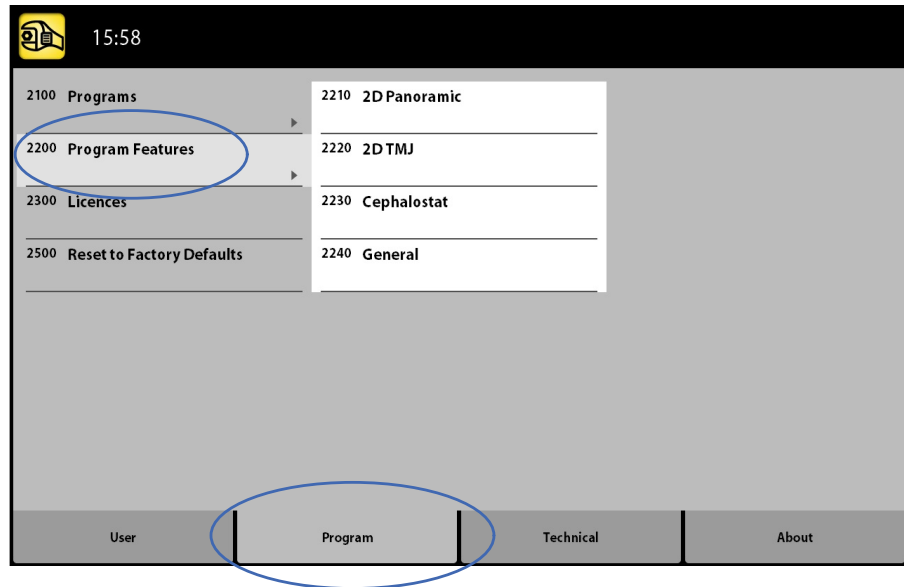 15:58
2100 Programs
2200 Program Features
2300 Licences
2500 Reset to Factory Defaults
2210 2D Panoramic
2220 2D TMJ
2230 Cephalostat
2240 General
User Program Technical About